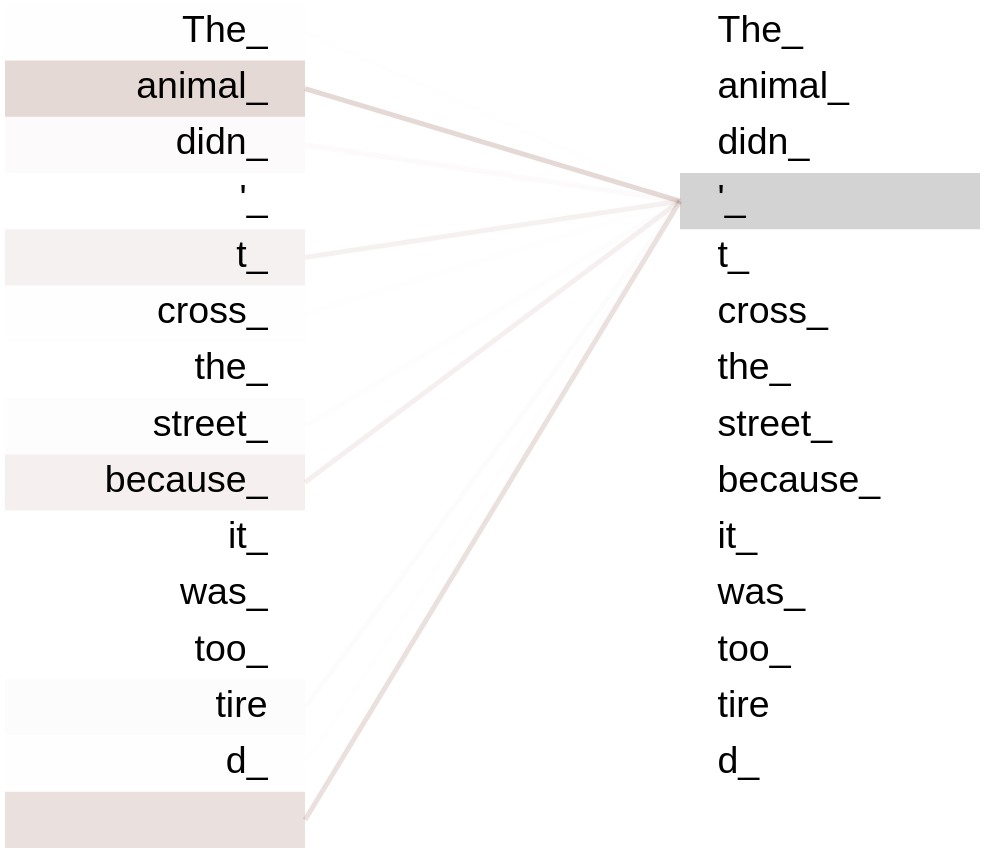 The_ The_
animal_ animal_
didn_ didn_
'_ '_
t_ t_
cross_ cross_
the_ the_
street_ street_
because_ because_
it_ it_
was_ was_
too_ too_
tire tire
d_ d_